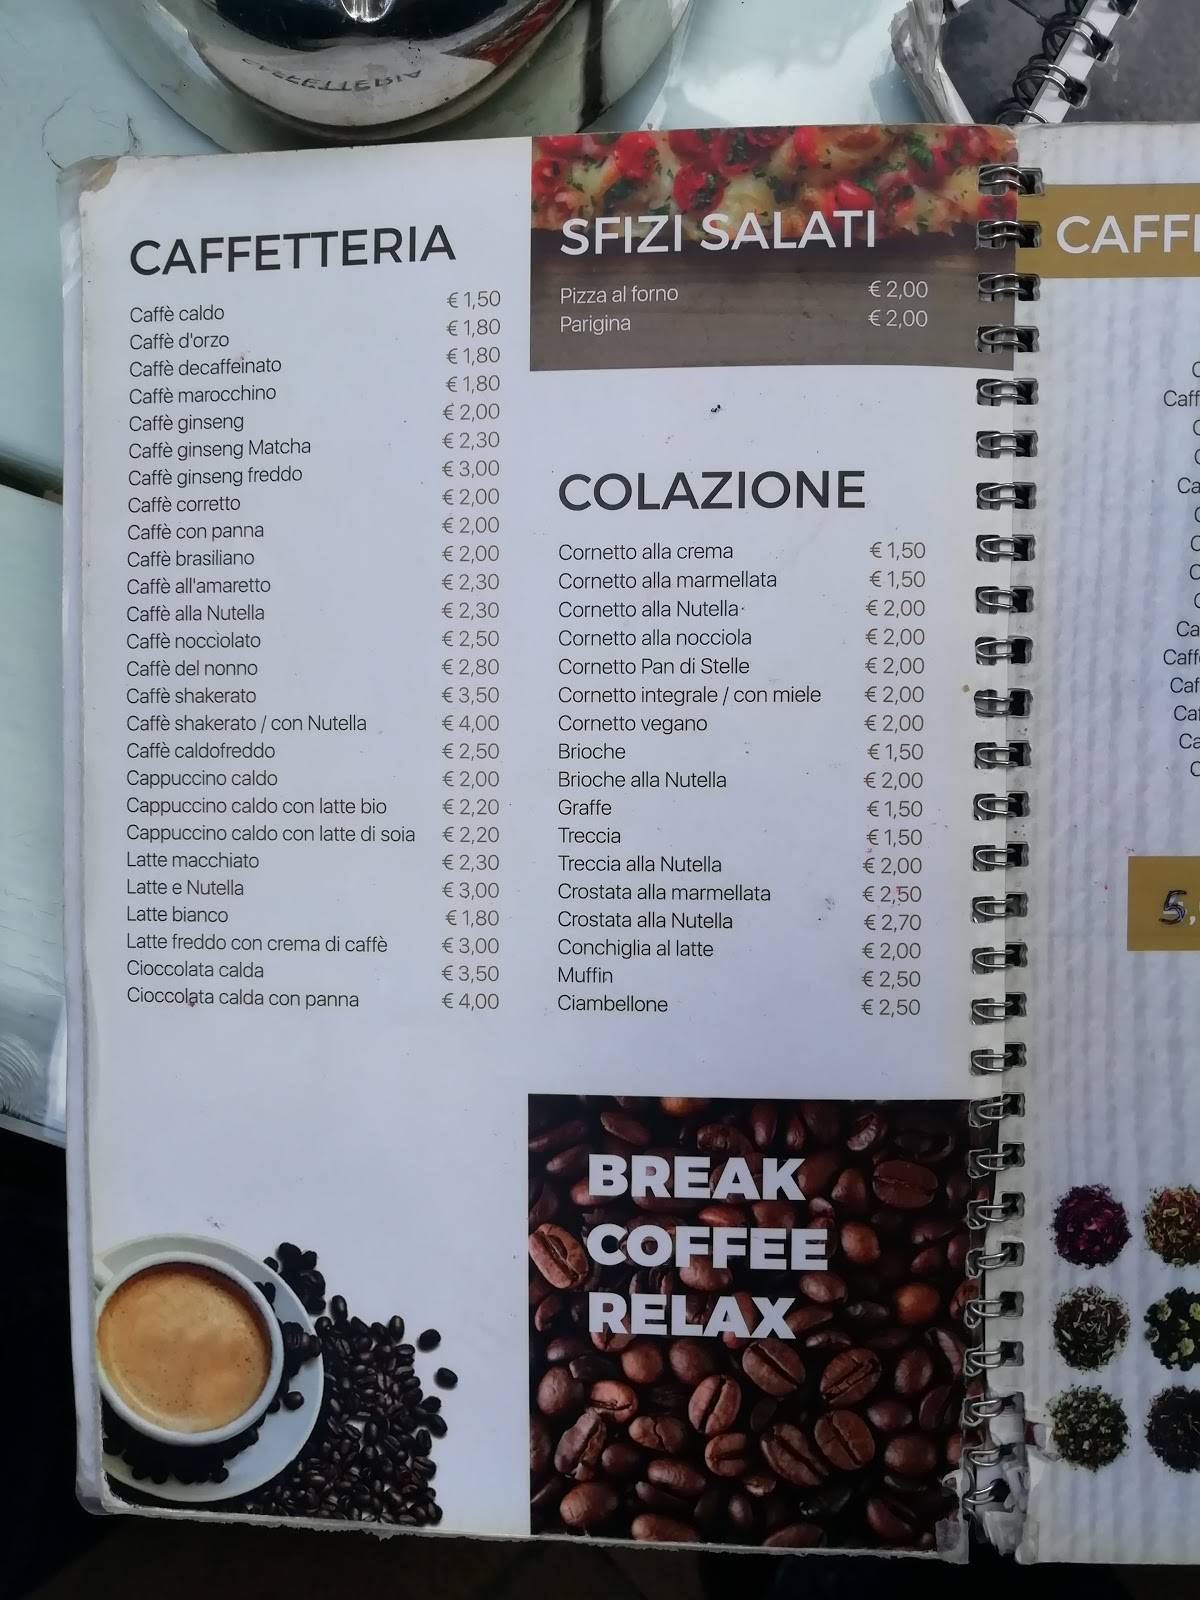 CAFFETTERIA
CAFFETTERIA
Caffè caldo € 1,50
Caffè d'orzo € 1,80
Caffè decaffeinato € 1,80
Caffè marocchino € 1,80
Caffè ginseng € 2,00
Caffè ginseng Matcha € 2,30
Caffè ginseng freddo € 3,00
Caffè corretto € 2,00
Caffè con panna € 2,00
Caffè brasiliano € 2,00
Caffè all'amaretto € 2,30
Caffè alla Nutella € 2,30
Caffè nocciolato € 2,50
Caffè del nonno € 2,80
Caffè shakerato € 3,50
Caffè shakerato / con Nutella € 4,00
Caffè caldofreddo € 2,50
Cappuccino caldo € 2,00
Cappuccino caldo con latte bio € 2,20
Cappuccino caldo con latte di soia € 2,20
Latte macchiato € 2,30
Latte e Nutella € 3,00
Latte bianco € 1,80
Latte freddo con crema di caffè € 3,00
Cioccolata calda € 3,50
Cioccolata calda con panna € 4,00
SFIZI SALATI
Pizza al forno € 2,00
Parigina € 2,00
COLAZIONE
Cornetto alla crema € 1,50
Cornetto alla marmellata € 1,50
Cornetto alla Nutella € 2,00
Cornetto alla nocciola € 2,00
Cornetto Pan di Stelle € 2,00
Cornetto integrale / con miele € 2,00
Cornetto vegano € 2,00
Brioche € 1,50
Brioche alla Nutella € 2,00
Graffe € 1,50
Treccia € 1,50
Treccia alla Nutella € 2,00
Crostata alla marmellata € 2,50
Crostata alla Nutella € 2,70
Conchiglia al latte € 2,00
Muffin € 2,50
Ciambellone € 2,50
BREAK
COFFEE
RELAX
CAFF
5,